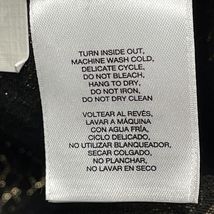 TURN INSIDE OUT,
MACHINE WASH COLD,
DELICATE CYCLE.
DO NOT BLEACH,
HANG TO DRY,
DO NOT IRON,
DO NOT DRY CLEAN
VOLTEAR AL REVÉS,
LAVAR A MÁQUINA
CON AGUA FRÍA,
CICLO DELICADO,
NO UTILIZAR BLANQUEADOR,
SECAR COLGADO,
NO PLANCHAR,
NO LAVAR EN SECO